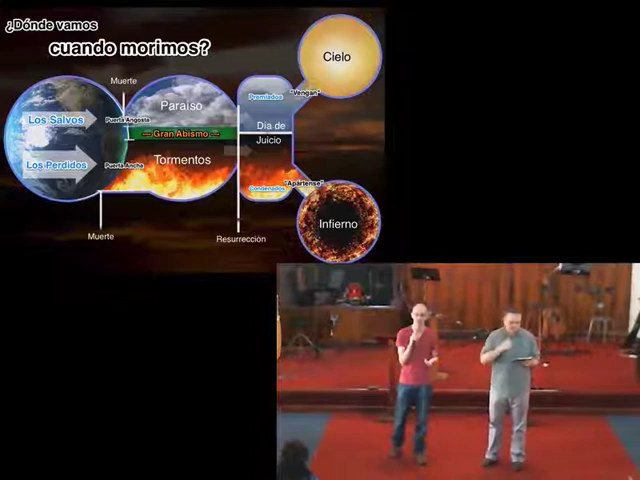 ¿Dónde vamos
cuando morimos?
Cielo
Muerte
Paraíso
Premiados
"Vengan"
Los Salvos
Puerta Angosta
--- Gran Abismo ---
Día de
Juicio
Los Perdidos
Puerta Ancha
Tormentos
Condenados
"Apártense"
Infierno
Muerte
Resurrección